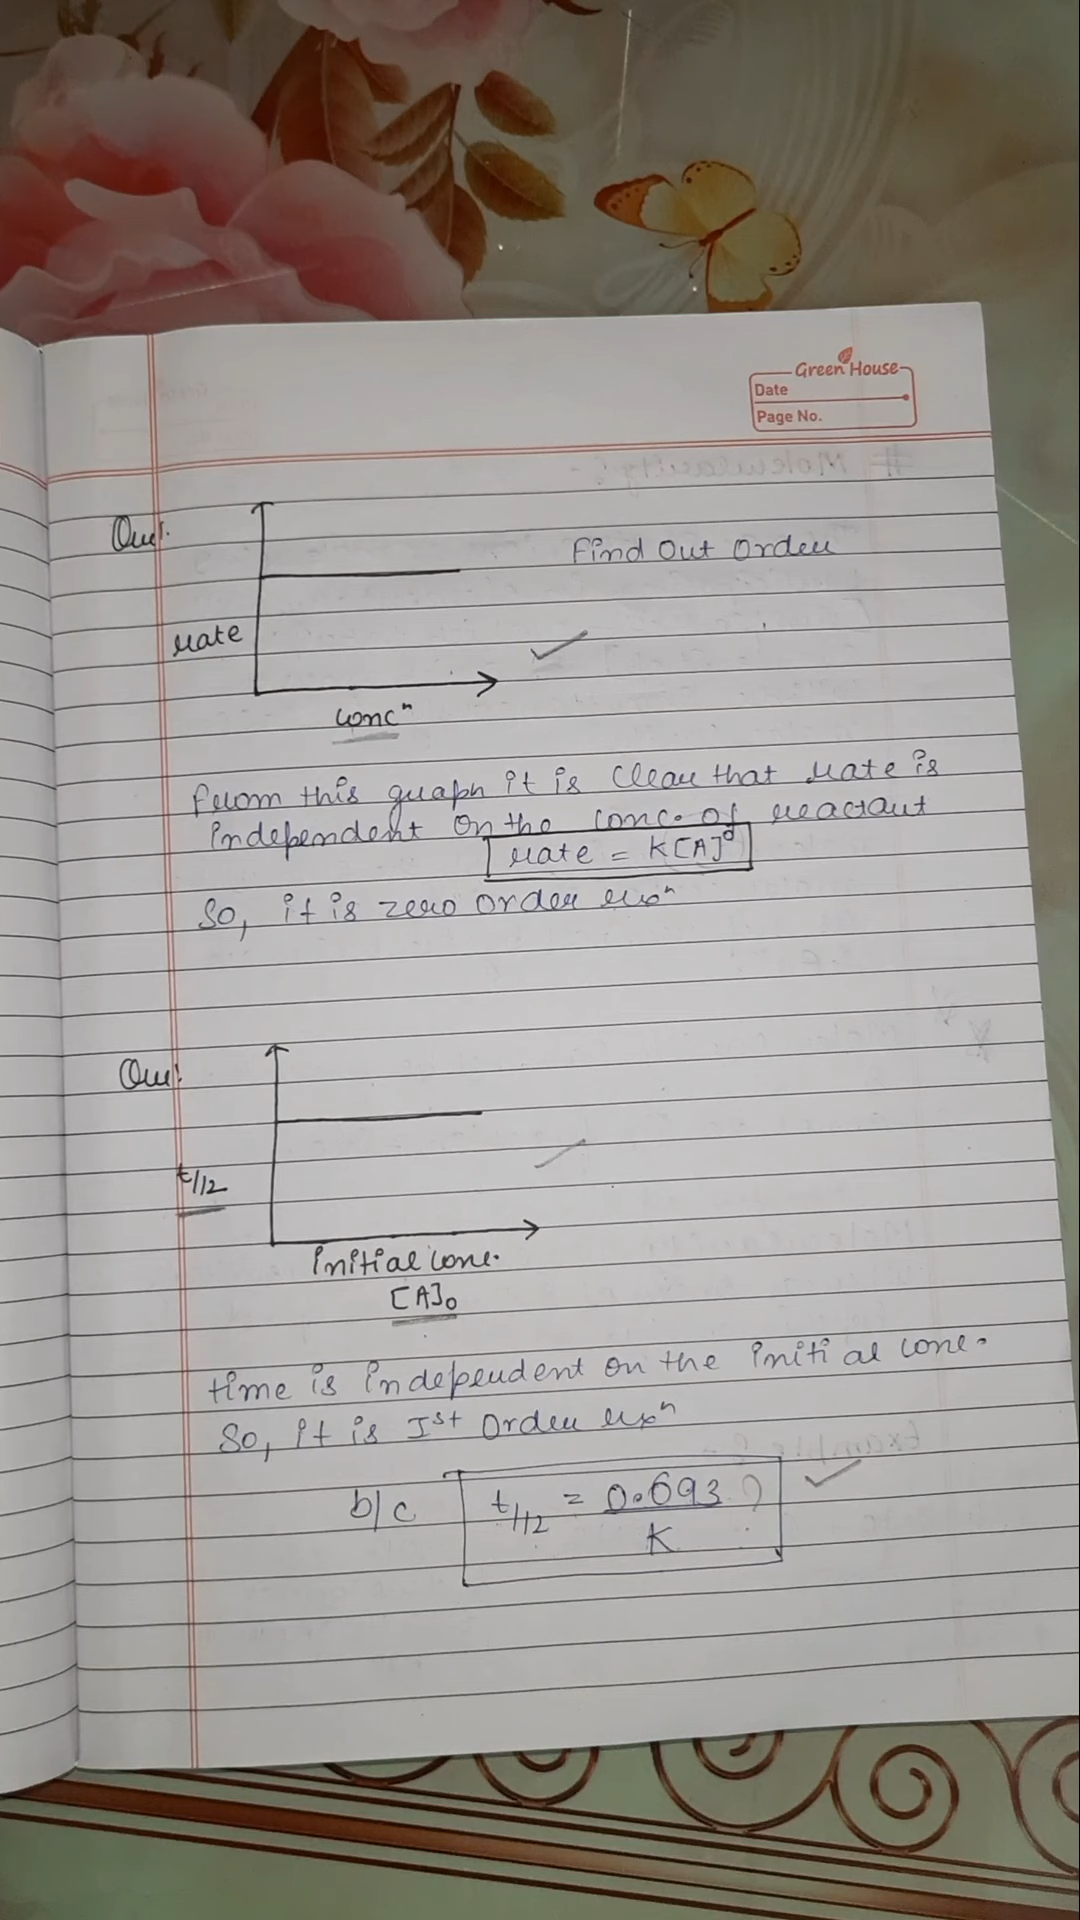 Green House
Date
Page No.
Que:
Find Out Order
rate
Concⁿ
From this graph it is Clear that rate is
independent on the conc. of reactant
rate = K[A]⁰
So, it is zero order rxⁿ
Que:
t1/2
initial conc.
[A]₀
time is independent on the initial conc.
So, it is Ist Order rxⁿ
b/c t1/2 = 0.693
K